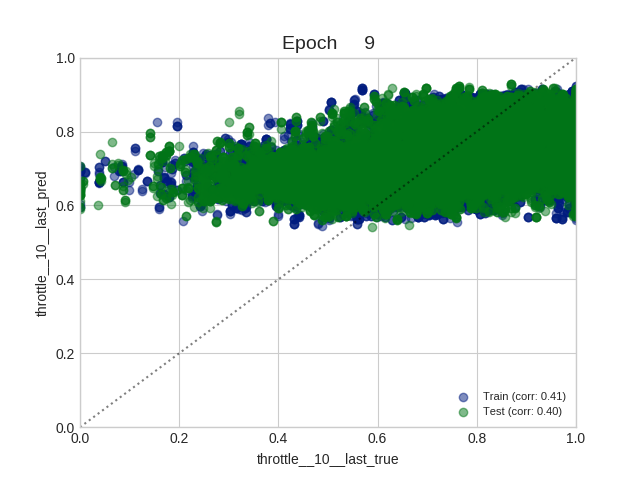 Epoch 9
1.0
0.8
0.6
0.4
0.2
0.0
throttle__10__last_pred
0.0 0.2 0.4 0.6 0.8 1.0
throttle__10__last_true
Train (corr: 0.41)
Test (corr: 0.40)